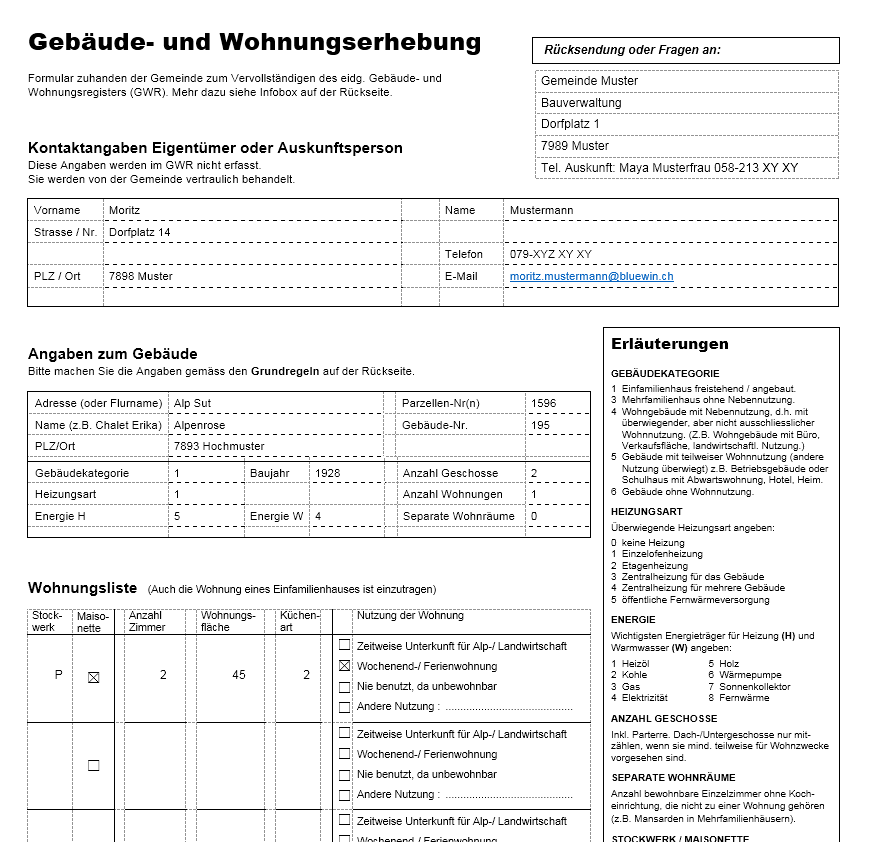 Gebäude- und Wohnungserhebung
Formular zuhanden der Gemeinde zum Vervollständigen des eidg. Gebäude- und
Wohnungsregisters (GWR). Mehr dazu siehe Infobox auf der Rückseite.
Rücksendung oder Fragen an:
Gemeinde Muster
Bauverwaltung
Dorfplatz 1
7989 Muster
Tel. Auskunft: Maya Musterfrau 058-213 XY XY
Kontaktangaben Eigentümer oder Auskunftsperson
Diese Angaben werden im GWR nicht erfasst.
Sie werden von der Gemeinde vertraulich behandelt.
Vorname Moritz Name Mustermann
Strasse / Nr. Dorfplatz 14
Telefon 079-XYZ XY XY
PLZ / Ort 7898 Muster E-Mail moritz.mustermann@bluewin.ch
Angaben zum Gebäude
Bitte machen Sie die Angaben gemäss den Grundregeln auf der Rückseite.
Adresse (oder Flurname) Alp Sut Parzellen-Nr(n) 1596
Name (z.B. Chalet Erika) Alpenrose Gebäude-Nr. 195
PLZ/Ort 7893 Hochmuster
Gebäudekategorie 1 Baujahr 1928 Anzahl Geschosse 2
Heizungsart 1 Anzahl Wohnungen 1
Energie H 5 Energie W 4 Separate Wohnräume 0
Wohnungsliste (Auch die Wohnung eines Einfamilienhauses ist einzutragen)
Stock-
werk
Maiso-
nette
Anzahl
Zimmer
Wohnungs-
fläche
Küchen-
art
Nutzung der Wohnung
P ☒ 2 45 2
☐ Zeitweise Unterkunft für Alp-/ Landwirtschaft
☒ Wochenend-/ Ferienwohnung
☐ Nie benutzt, da unbewohnbar
☐ Andere Nutzung : ..........................................
☐
☐ Zeitweise Unterkunft für Alp-/ Landwirtschaft
☐ Wochenend-/ Ferienwohnung
☐ Nie benutzt, da unbewohnbar
☐ Andere Nutzung : ..........................................
☐ Zeitweise Unterkunft für Alp-/ Landwirtschaft
☐ Wochenend-/ Ferienwohnung
Erläuterungen
GEBÄUDEKATEGORIE
1 Einfamilienhaus freistehend / angebaut.
3 Mehrfamilienhaus ohne Nebennutzung.
4 Wohngebäude mit Nebennutzung, d.h. mit
überwiegender, aber nicht ausschliesslicher
Wohnnutzung. (Z.B. Wohngebäude mit Büro,
Verkaufsfläche, landwirtschaftl. Nutzung.)
5 Gebäude mit teilweiser Wohnnutzung (andere
Nutzung überwiegt) z.B. Betriebsgebäude oder
Schulhaus mit Abwartswohnung, Hotel, Heim.
6 Gebäude ohne Wohnnutzung.
HEIZUNGSART
Überwiegende Heizungsart angeben:
0 keine Heizung
1 Einzelofenheizung
2 Etagenheizung
3 Zentralheizung für das Gebäude
4 Zentralheizung für mehrere Gebäude
5 öffentliche Fernwärmeversorgung
ENERGIE
Wichtigsten Energieträger für Heizung (H) und
Warmwasser (W) angeben:
1 Heizöl 5 Holz
2 Kohle 6 Wärmepumpe
3 Gas 7 Sonnenkollektor
4 Elektrizität 8 Fernwärme
ANZAHL GESCHOSSE
Inkl. Parterre. Dach-/Untergeschosse nur mit-
zählen, wenn sie mind. teilweise für Wohnzwecke
vorgesehen sind.
SEPARATE WOHNRÄUME
Anzahl bewohnbare Einzelzimmer ohne Koch-
einrichtung, die nicht zu einer Wohnung gehören
(z.B. Mansarden in Mehrfamilienhäusern).
STOCKWERK / MAISONETTE